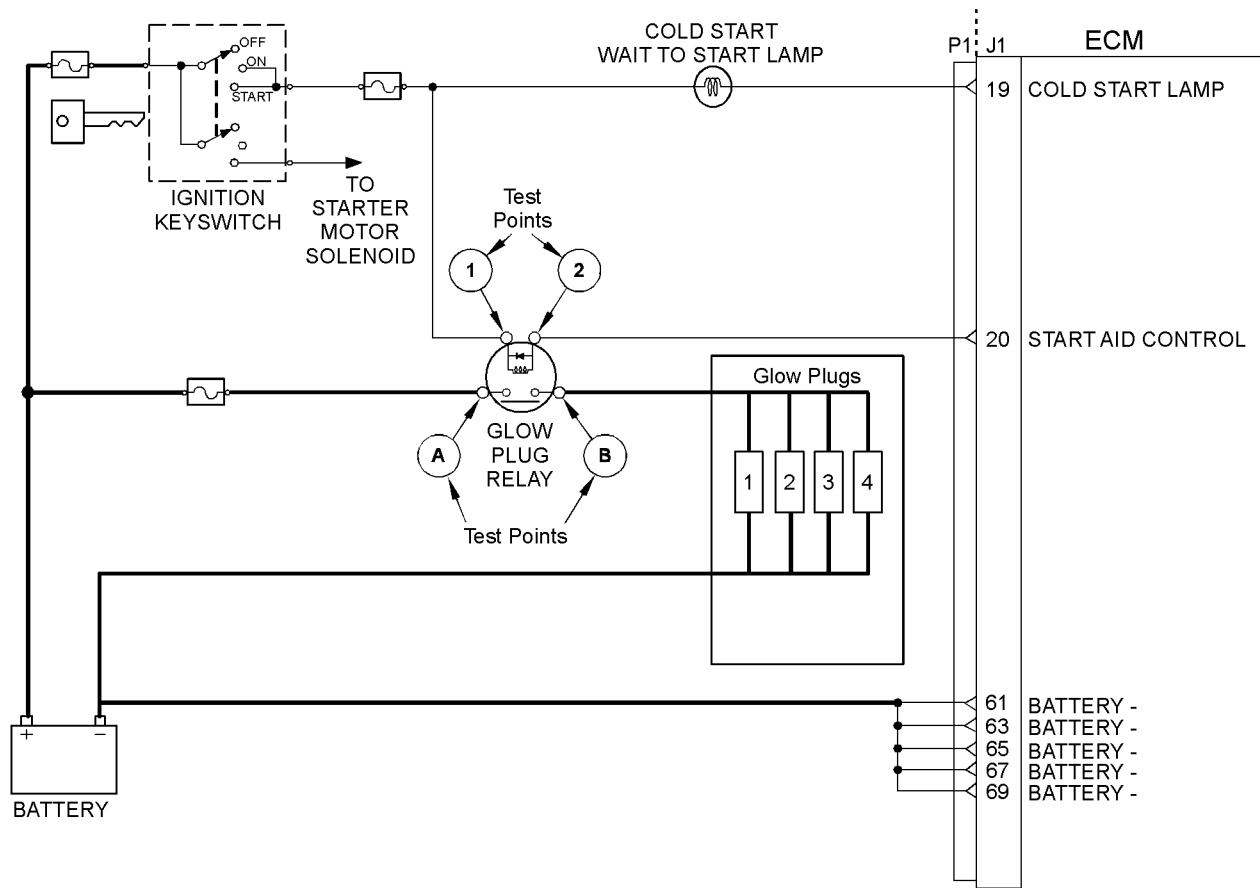 COLD START
WAIT TO START LAMP
P1 J1
ECM
OFF
ON
START
19 COLD START LAMP
IGNITION
KEYSWITCH
TO
STARTER
MOTOR
SOLENOID
Test
Points
1
2
20 START AID CONTROL
Glow Plugs
GLOW
PLUG
RELAY
A
B
1 2 3 4
Test Points
61 BATTERY -
63 BATTERY -
65 BATTERY -
67 BATTERY -
69 BATTERY -
+ −
BATTERY